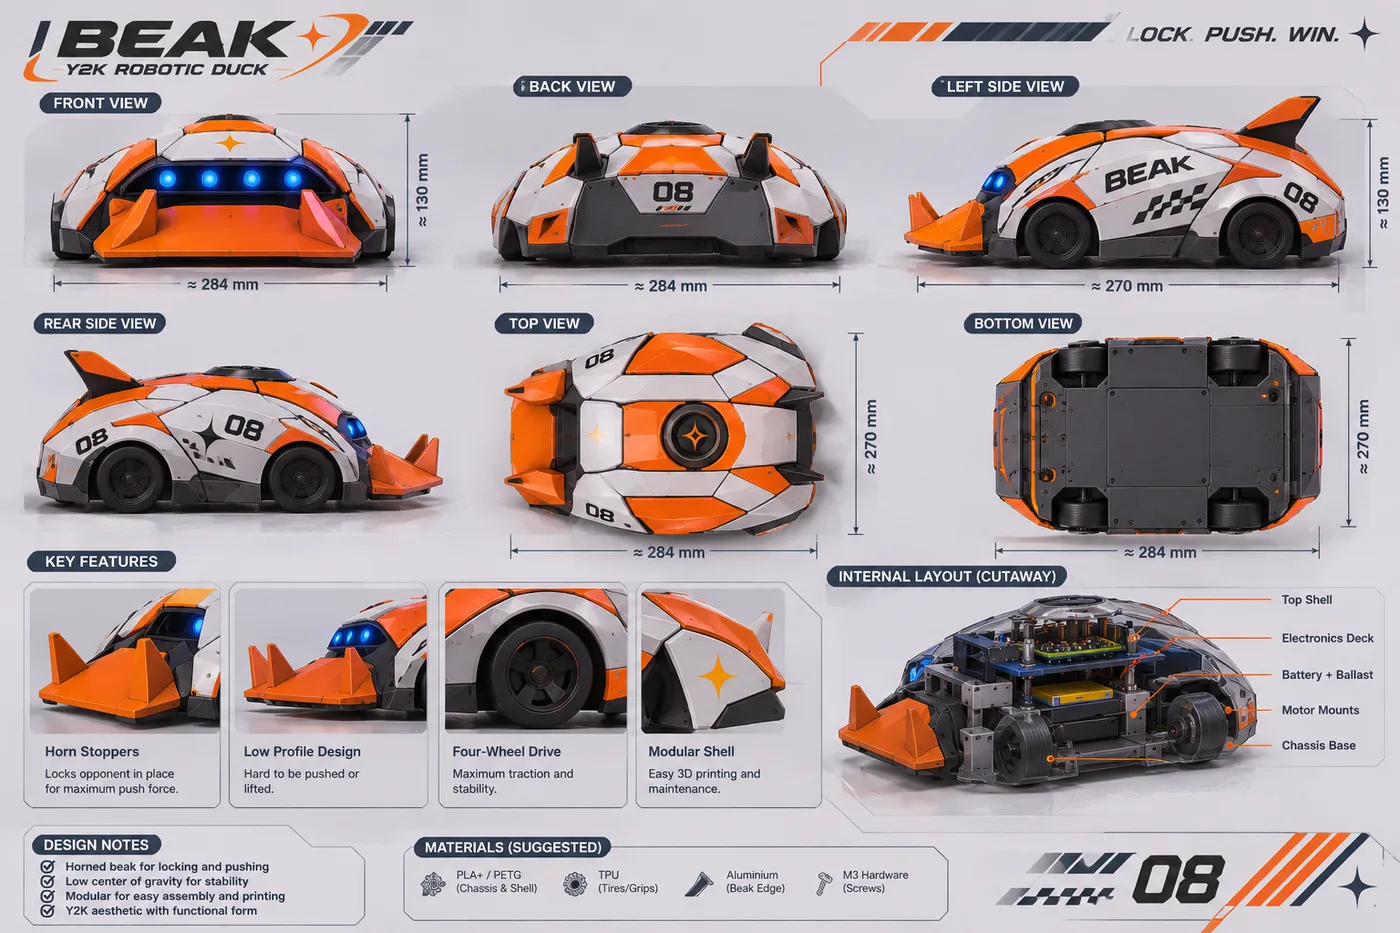 BEAK
Y2K ROBOTIC DUCK
LOCK. PUSH. WIN.
FRONT VIEW
≈ 130 mm
≈ 284 mm
BACK VIEW
08
≈ 284 mm
LEFT SIDE VIEW
BEAK
08
≈ 130 mm
≈ 270 mm
REAR SIDE VIEW
08
08
TOP VIEW
08
08
≈ 270 mm
≈ 284 mm
BOTTOM VIEW
≈ 270 mm
≈ 284 mm
KEY FEATURES
Horn Stoppers
Locks opponent in place
for maximum push force.
Low Profile Design
Hard to be pushed or
lifted.
Four-Wheel Drive
Maximum traction and
stability.
Modular Shell
Easy 3D printing and
maintenance.
INTERNAL LAYOUT (CUTAWAY)
Top Shell
Electronics Deck
Battery + Ballast
Motor Mounts
Chassis Base
DESIGN NOTES
Horned beak for locking and pushing
Low center of gravity for stability
Modular for easy assembly and printing
Y2K aesthetic with functional form
MATERIALS (SUGGESTED)
PLA+ / PETG
(Chassis & Shell)
TPU
(Tires/Grips)
Aluminium
(Beak Edge)
M3 Hardware
(Screws)
08